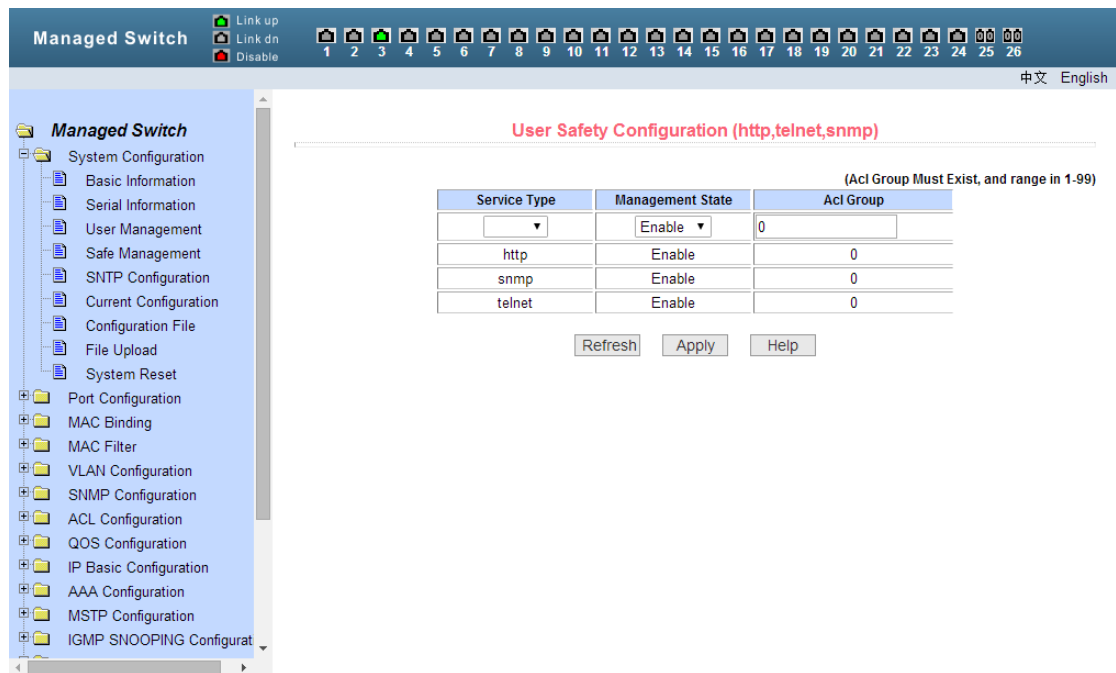 Managed Switch
Link up
Link dn
Disable
1 2 3 4 5 6 7 8 9 10 11 12 13 14 15 16 17 18 19 20 21 22 23 24 25 26
中文 English
Managed Switch
System Configuration
Basic Information
Serial Information
User Management
Safe Management
SNTP Configuration
Current Configuration
Configuration File
File Upload
System Reset
Port Configuration
MAC Binding
MAC Filter
VLAN Configuration
SNMP Configuration
ACL Configuration
QOS Configuration
IP Basic Configuration
AAA Configuration
MSTP Configuration
IGMP SNOOPING Configurat
User Safety Configuration (http,telnet,snmp)
(Acl Group Must Exist, and range in 1-99)
Service Type Management State Acl Group
Enable 0
http Enable 0
snmp Enable 0
telnet Enable 0
Refresh Apply Help